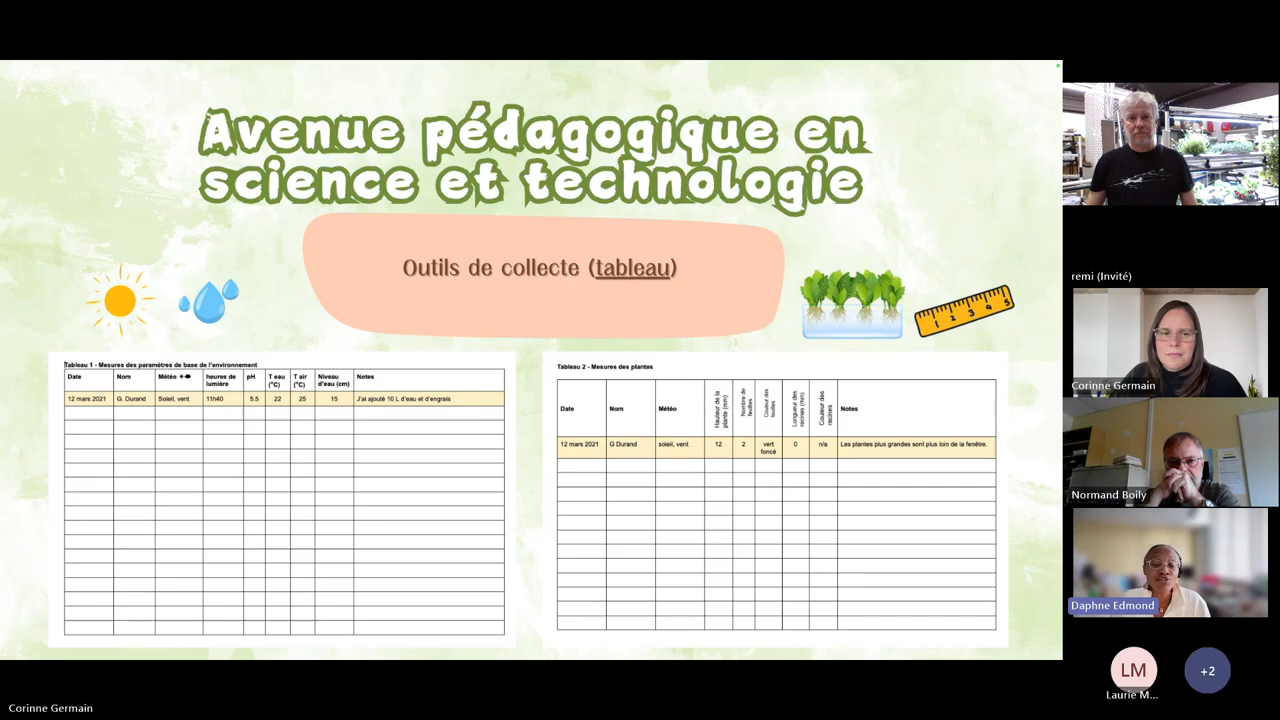 Avenue pédagogique en
science et technologie
Outils de collecte (tableau)
1 2 3 4 5
Tableau 1 - Mesures des paramètres de base de l'environnement
Date Nom Météo heures de lumière pH T eau (°C) T air (°C) Niveau d'eau (cm) Notes
12 mars 2021 G. Durand Soleil, vent 11h40 5.5 22 25 15 J'ai ajouté 10 L d'eau et d'engrais
Tableau 2 - Mesures des plantes
Date Nom Météo Hauteur de la plante (mm) Nombre de feuilles Couleur des feuilles Longueur des racines (mm) Couleur des racines Notes
12 mars 2021 G Durand soleil, vent 12 2 vert foncé 0 n/a Les plantes plus grandes sont plus loin de la fenêtre.
remi (Invité)
Corinne Germain
Normand Boily
Daphne Edmond
LM
+2
Laurie M...
Corinne Germain